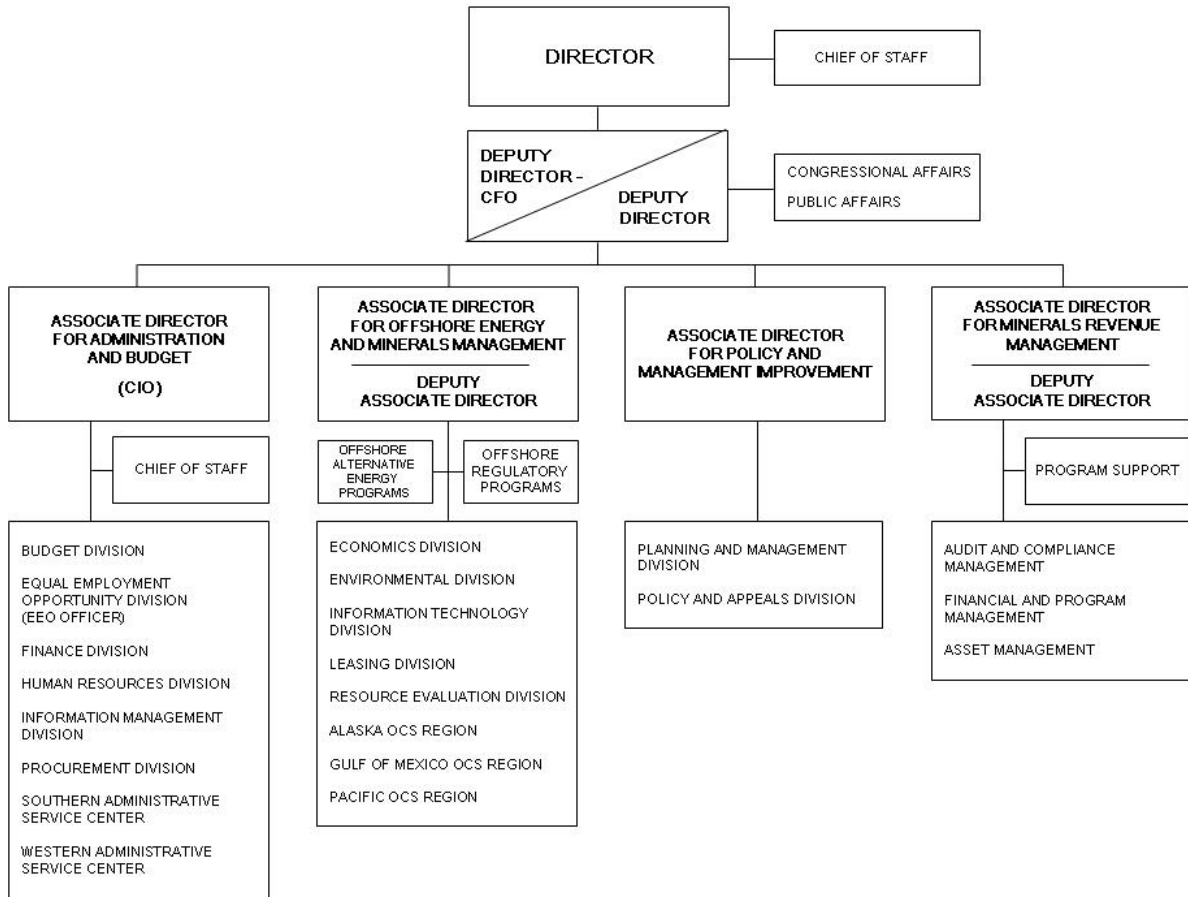 DIRECTOR
CHIEF OF STAFF
DEPUTY
DIRECTOR –
CFO
DEPUTY
DIRECTOR
CONGRESSIONAL AFFAIRS
PUBLIC AFFAIRS
ASSOCIATE DIRECTOR
FOR ADMINISTRATION
AND BUDGET
(CIO)
ASSOCIATE DIRECTOR
FOR OFFSHORE ENERGY
AND MINERALS MANAGEMENT
DEPUTY
ASSOCIATE DIRECTOR
ASSOCIATE DIRECTOR
FOR POLICY AND
MANAGEMENT IMPROVEMENT
ASSOCIATE DIRECTOR
FOR MINERALS REVENUE
MANAGEMENT
DEPUTY
ASSOCIATE DIRECTOR
CHIEF OF STAFF
OFFSHORE
ALTERNATIVE
ENERGY
PROGRAMS
OFFSHORE
REGULATORY
PROGRAMS
PROGRAM SUPPORT
BUDGET DIVISION
EQUAL EMPLOYMENT
OPPORTUNITY DIVISION
(EEO OFFICER)
FINANCE DIVISION
HUMAN RESOURCES DIVISION
INFORMATION MANAGEMENT
DIVISION
PROCUREMENT DIVISION
SOUTHERN ADMINISTRATIVE
SERVICE CENTER
WESTERN ADMINISTRATIVE
SERVICE CENTER
ECONOMICS DIVISION
ENVIRONMENTAL DIVISION
INFORMATION TECHNOLOGY
DIVISION
LEASING DIVISION
RESOURCE EVALUATION DIVISION
ALASKA OCS REGION
GULF OF MEXICO OCS REGION
PACIFIC OCS REGION
PLANNING AND MANAGEMENT
DIVISION
POLICY AND APPEALS DIVISION
AUDIT AND COMPLIANCE
MANAGEMENT
FINANCIAL AND PROGRAM
MANAGEMENT
ASSET MANAGEMENT